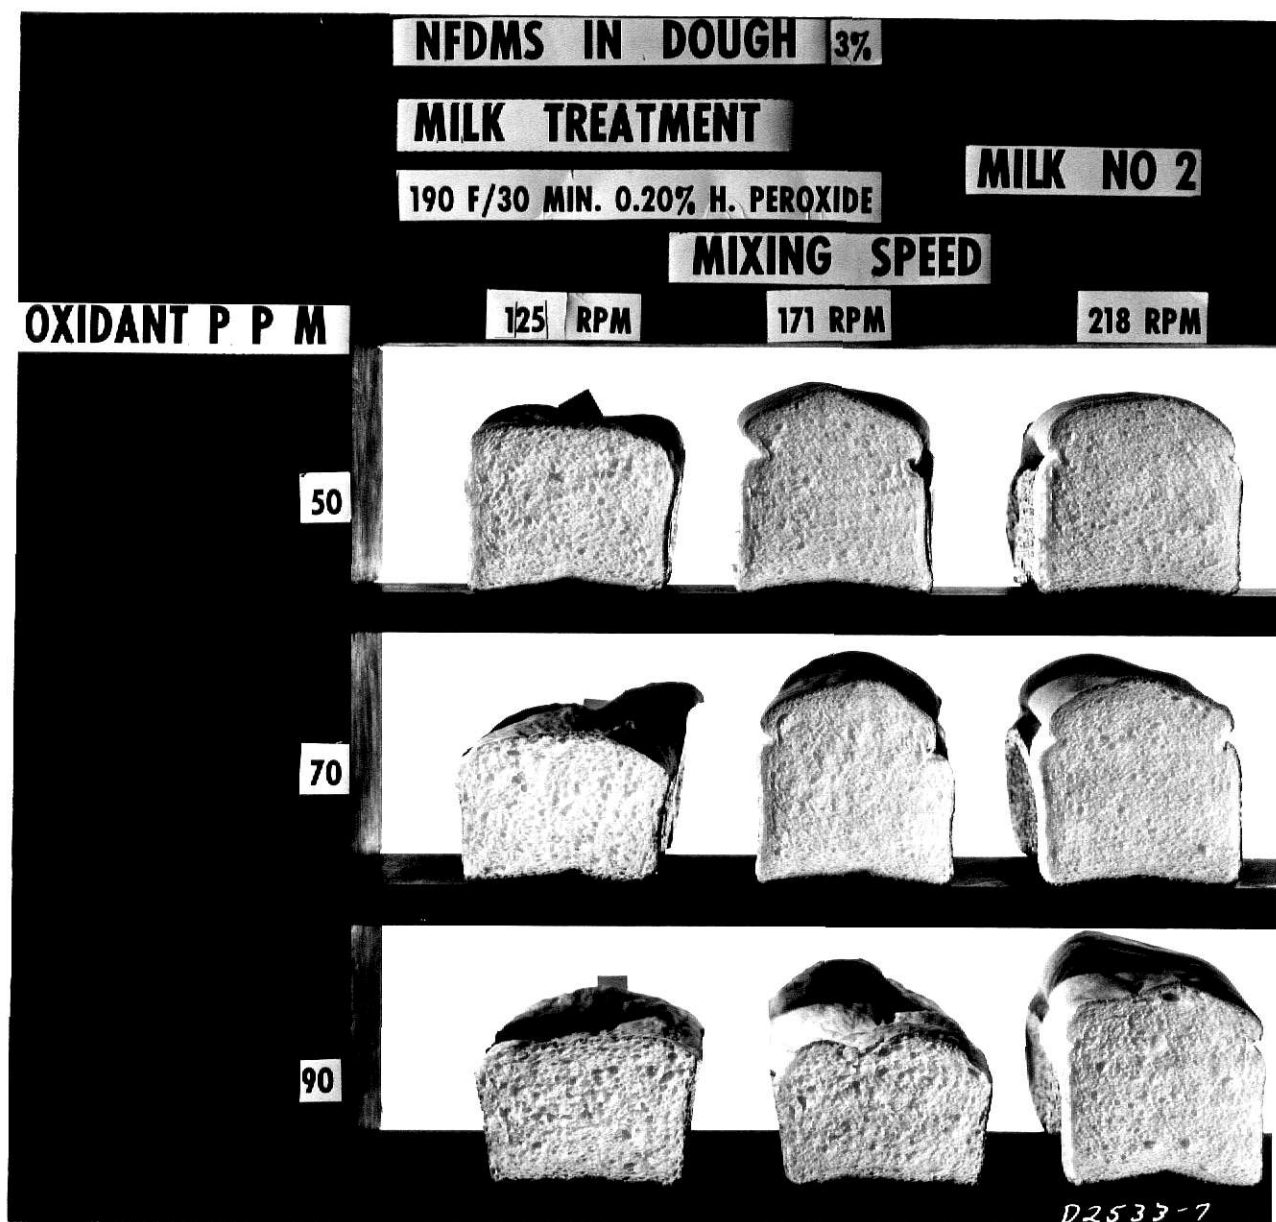 NFDMS IN DOUGH 3%
MILK TREATMENT
MILK NO 2
190 F/30 MIN. 0.20% H. PEROXIDE
MIXING SPEED
OXIDANT P P M
125 RPM
171 RPM
218 RPM
50
70
90
D2533-7